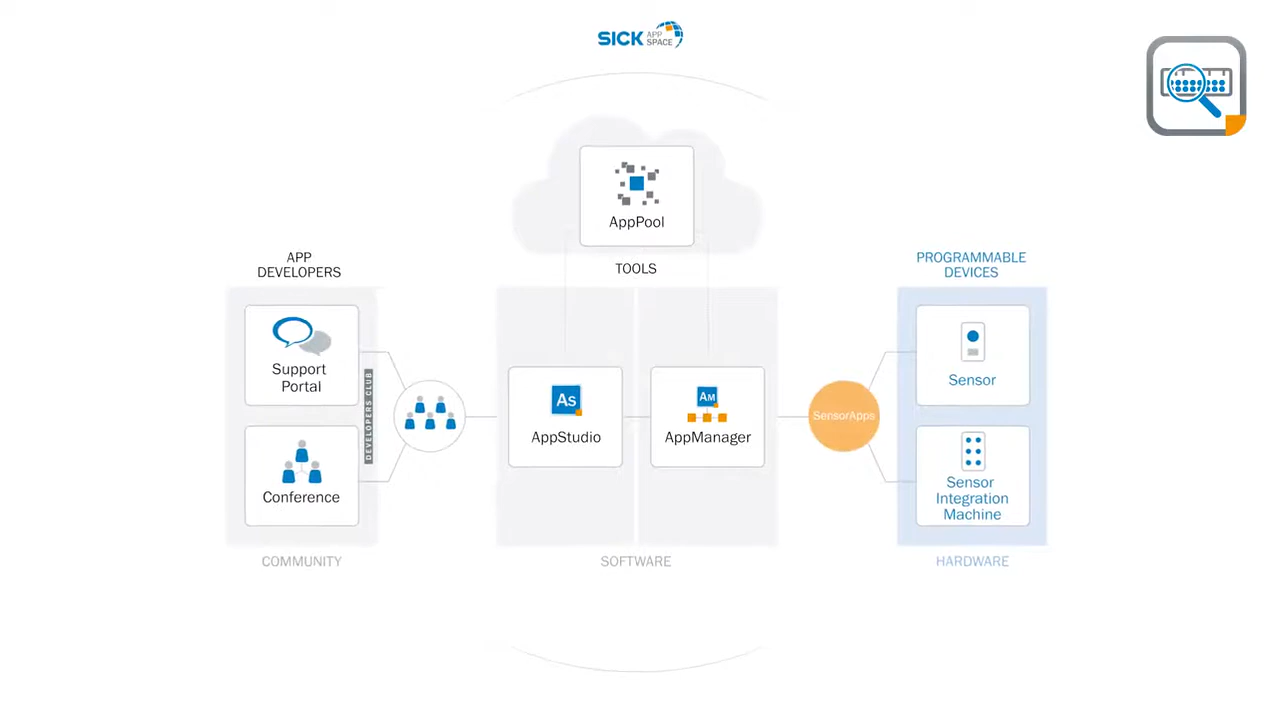 SICK APP
SPACE
AppPool
TOOLS
APP
DEVELOPERS
Support
Portal
DEVELOPERS CLUB
Conference
COMMUNITY
As
AppStudio
AM
AppManager
SOFTWARE
SensorApps
PROGRAMMABLE
DEVICES
Sensor
Sensor
Integration
Machine
HARDWARE